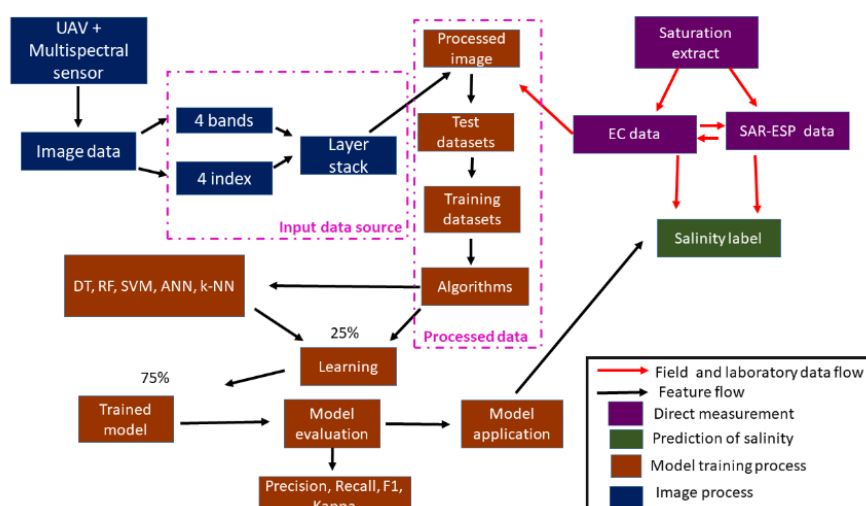 UAV +
Multispectral
sensor
Image data
4 bands
4 index
Layer
stack
Input data source
Processed
image
Test
datasets
Training
datasets
Algorithms
Processed data
Saturation
extract
EC data
SAR-ESP data
Salinity label
DT, RF, SVM, ANN, k-NN
25%
Learning
75%
Trained
model
Model
evaluation
Model
application
Precision, Recall, F1,
Kappa
Field and laboratory data flow
Feature flow
Direct measurement
Prediction of salinity
Model training process
Image process